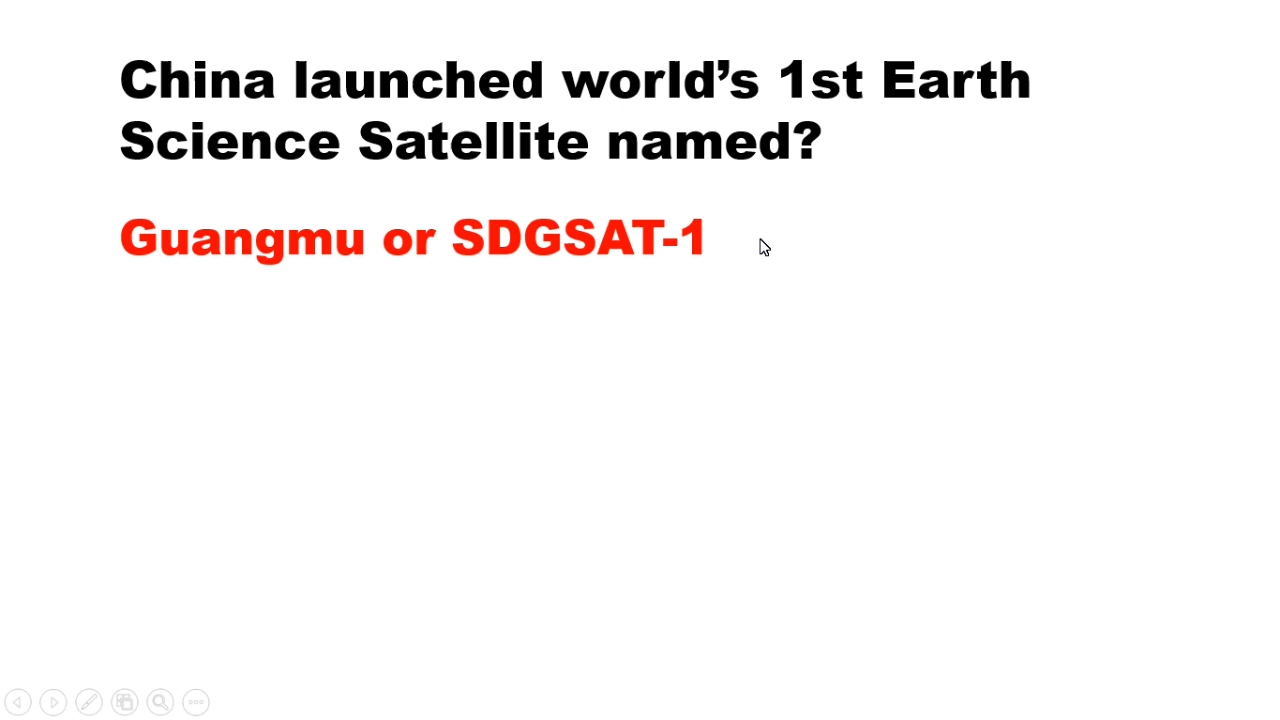 China launched world’s 1st Earth
Science Satellite named?
Guangmu or SDGSAT-1